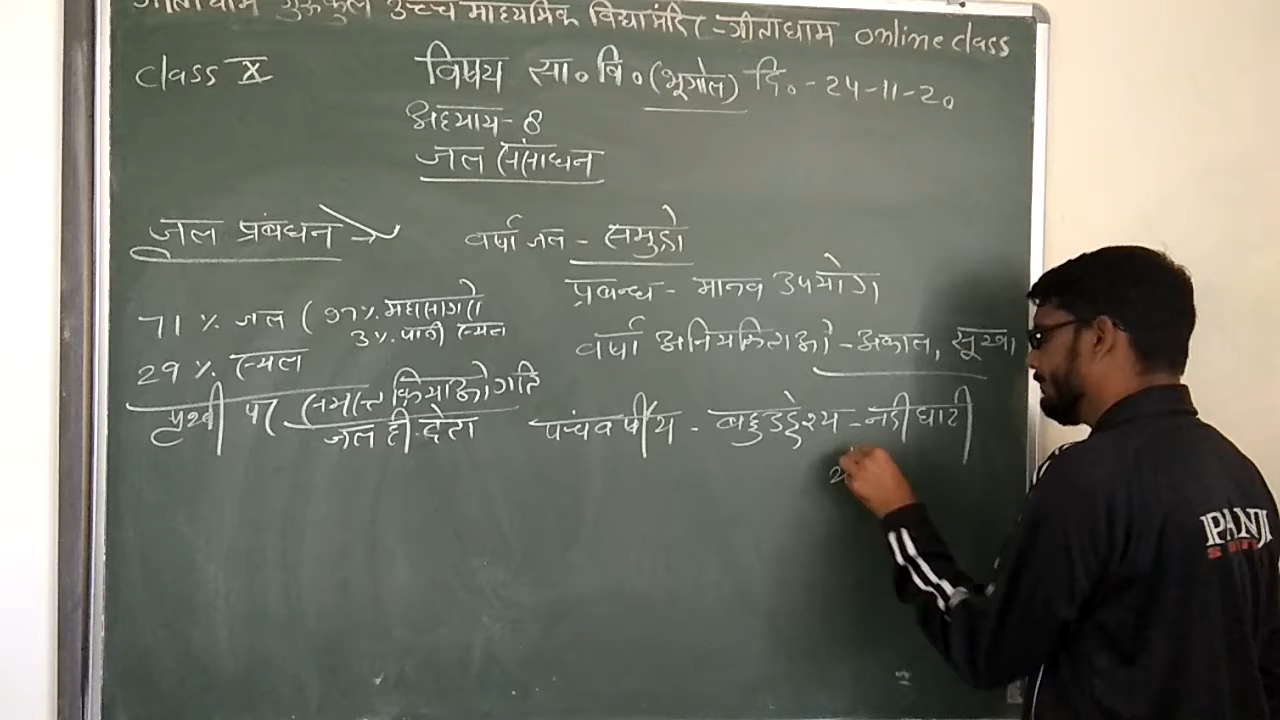 गीताधाम गुरुकुल उच्च माध्यमिक विद्यामंदिर -गीताधाम online class
class X विषय सा० वि० (भूगोल) दि०-24-11-20
अध्याय-8
जल संसाधन
जल प्रबंधन → वर्षा जल - समुद्रो
प्रबन्ध - मानव उपयोग
71 % जल ( 97% महासागरो
3% पानी स्थल
वर्षा अनियमिताओ - अकाल, सूखा
29 % स्थल
पृथ्वी पर समस्त क्रियाओ गति
जल ही देता
पंचवर्षीय - बहुउद्देश्य - नदी घाटी
PANJI